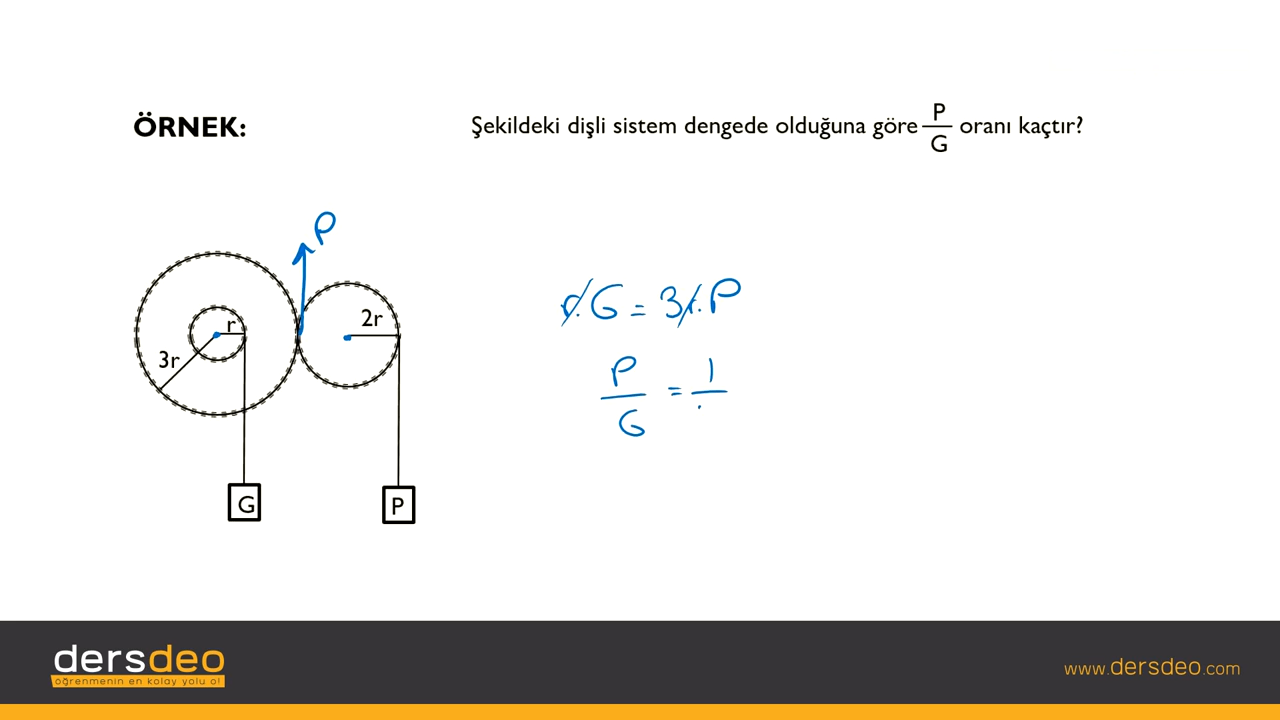 ÖRNEK:
Şekildeki dişli sistem dengede olduğuna göre P/G oranı kaçtır?
P
r
2r
3r
r.G = 3r.P
P/G = 1
G
P
dersdeo
öğrenmenin en kolay yolu o!
www.dersdeo.com